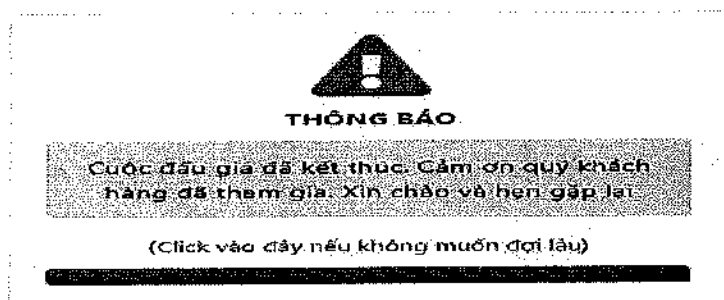 THÔNG BÁO
Cuộc đấu giá đã kết thúc. Cảm ơn quý khách
hàng đã tham gia. Xin chào và hẹn gặp lại.
(Click vào đây nếu không muốn đợi lâu)